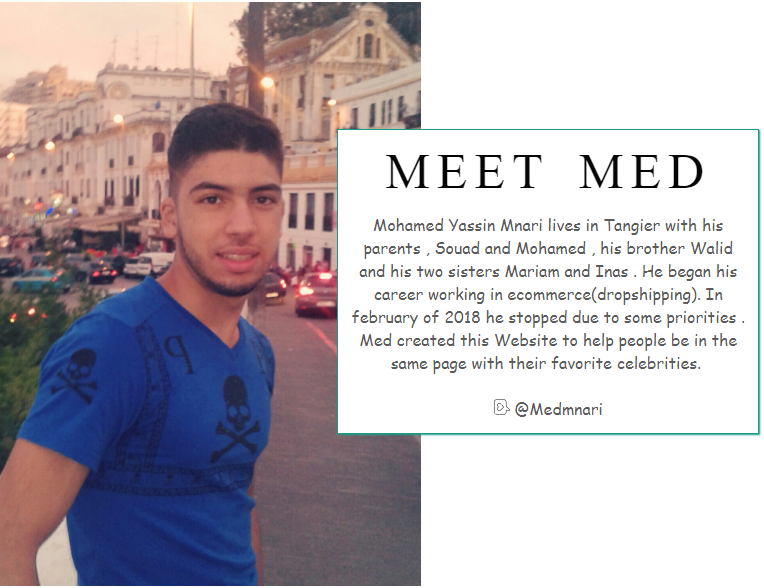 MEET MED
Mohamed Yassin Mnari lives in Tangier with his
parents , Souad and Mohamed , his brother Walid
and his two sisters Mariam and Inas . He began his
career working in ecommerce(dropshipping). In
february of 2018 he stopped due to some priorities .
Med created this Website to help people be in the
same page with their favorite celebrities.
@Medmnari